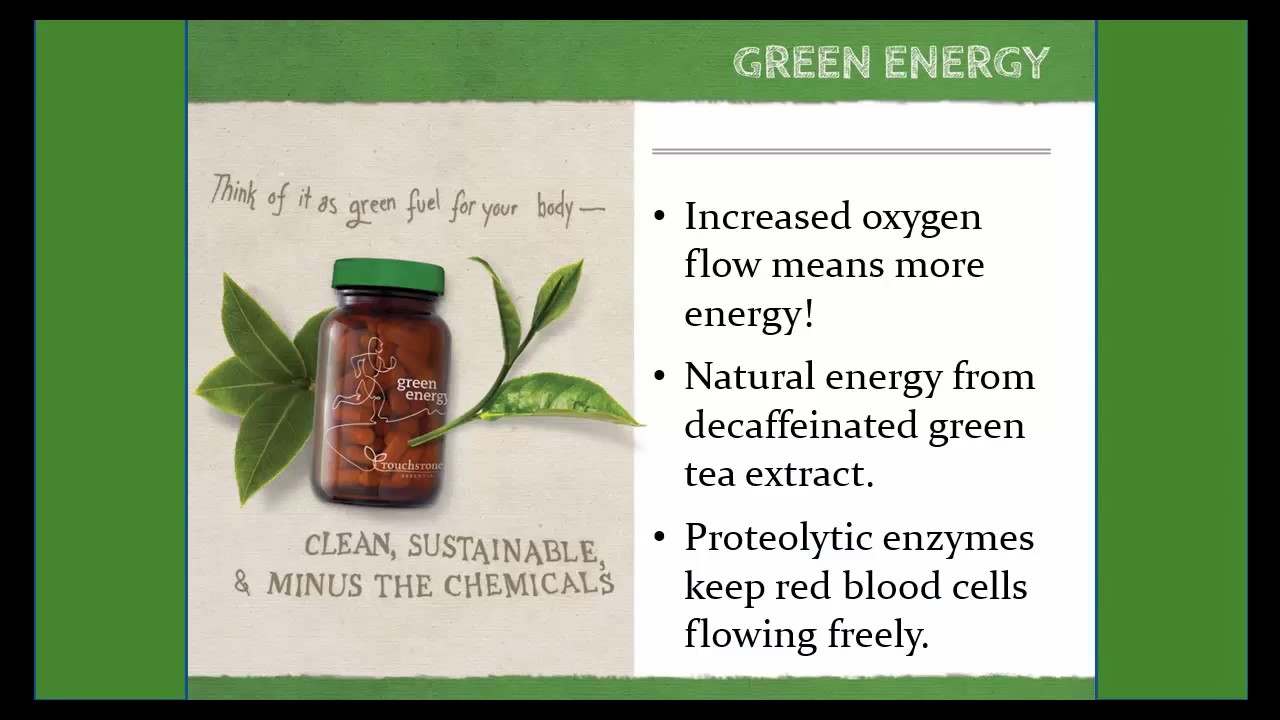 GREEN ENERGY
Think of it as green fuel for your body—
green
energy
TOUCHSTONE
CLEAN, SUSTAINABLE,
& MINUS THE CHEMICALS
• Increased oxygen
flow means more
energy!
• Natural energy from
decaffeinated green
tea extract.
• Proteolytic enzymes
keep red blood cells
flowing freely.